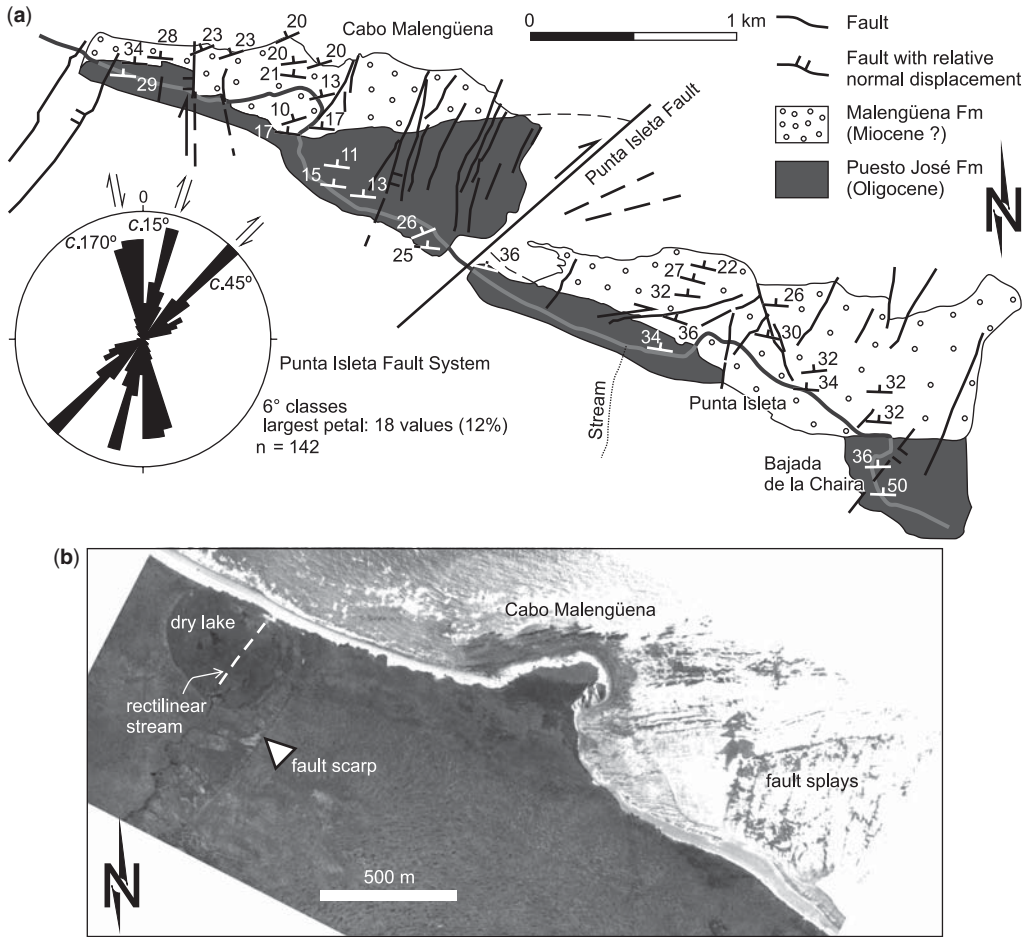 (a)
Cabo Malengüena
0
1 km
Fault
Fault with relative
normal displacement
Malengüena Fm
(Miocene ?)
Puesto José Fm
(Oligocene)
N
20
34
28
23
23
20
20
29
21
13
10
17
17
11
15
13
26
25
Punta Isleta Fault
36
27
22
32
26
36
30
34
32
34
32
32
36
50
Stream
Punta Isleta
Bajada
de la Chaira
0
c.170°
c.15°
c.45°
Punta Isleta Fault System
6° classes
largest petal: 18 values (12%)
n = 142
(b)
Cabo Malengüena
dry lake
rectilinear
stream
fault scarp
fault splays
N
500 m